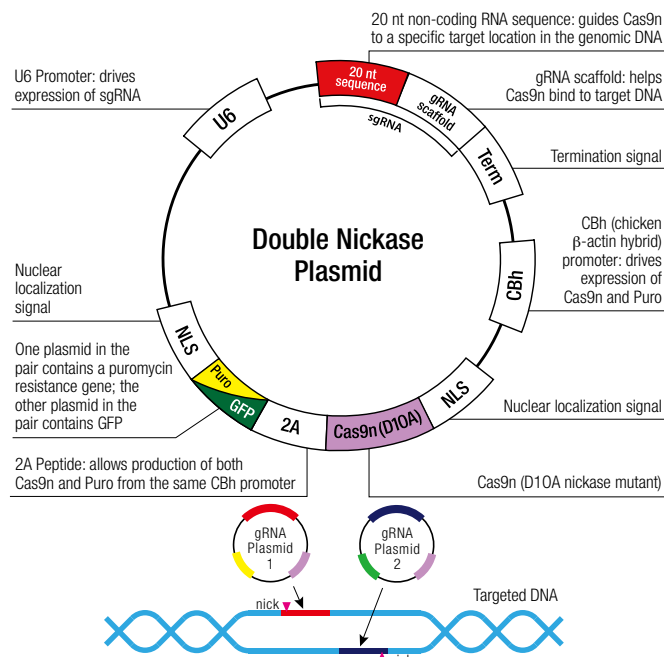 20 nt non-coding RNA sequence: guides Cas9n
to a specific target location in the genomic DNA
U6 Promoter: drives
expression of sgRNA
20 nt
sequence
gRNA
scaffold
sgRNA
gRNA scaffold: helps
Cas9n bind to target DNA
U6
Term
Termination signal
Double Nickase
Plasmid
CBh (chicken
β-actin hybrid)
promoter: drives
expression of
Cas9n and Puro
CBh
Nuclear
localization
signal
NLS
One plasmid in the
pair contains a puromycin
resistance gene; the
other plasmid in the
pair contains GFP
Puro
GFP
2A
Cas9n (D10A)
NLS
Nuclear localization signal
2A Peptide: allows production of both
Cas9n and Puro from the same CBh promoter
Cas9n (D10A nickase mutant)
gRNA
Plasmid
1
gRNA
Plasmid
2
nick
Targeted DNA